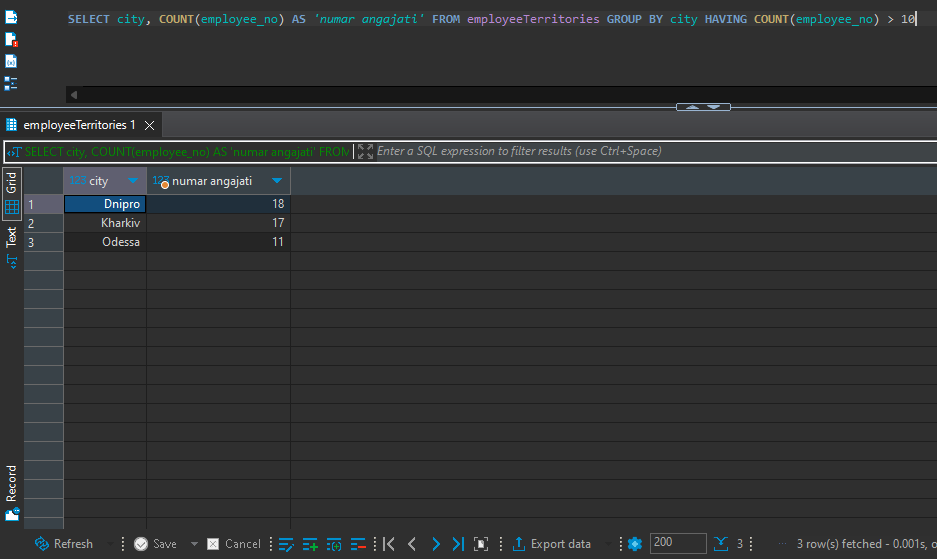 SELECT city, COUNT(employee_no) AS 'numar angajati' FROM employeeTerritories GROUP BY city HAVING COUNT(employee_no) > 10
employeeTerritories 1
SELECT city, COUNT(employee_no) AS 'numar angajati' FROM
Enter a SQL expression to filter results (use Ctrl+Space)
Grid
Text
Record
123 city
123 numar angajati
1 Dnipro 18
2 Kharkiv 17
3 Odessa 11
Refresh Save Cancel Export data 200 3 3 row(s) fetched - 0.001s, o